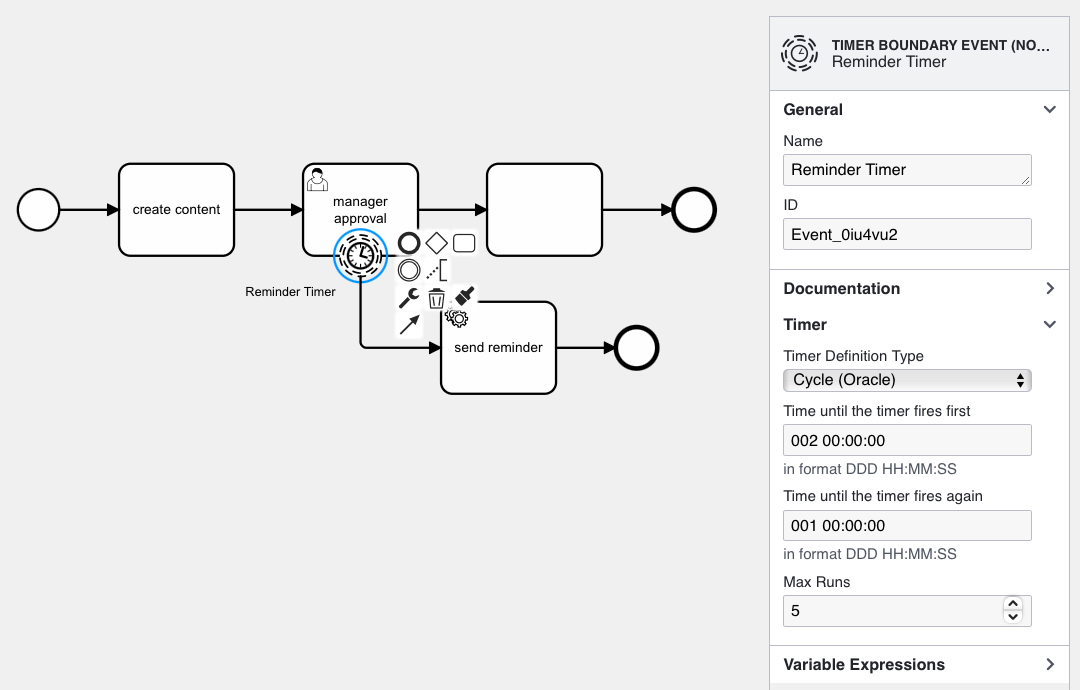 create content
manager
approval
Reminder Timer
send reminder
TIMER BOUNDARY EVENT (NO...
Reminder Timer
General
Name
Reminder Timer
ID
Event_0iu4vu2
Documentation
Timer
Timer Definition Type
Cycle (Oracle)
Time until the timer fires first
002 00:00:00
in format DDD HH:MM:SS
Time until the timer fires again
001 00:00:00
in format DDD HH:MM:SS
Max Runs
5
Variable Expressions